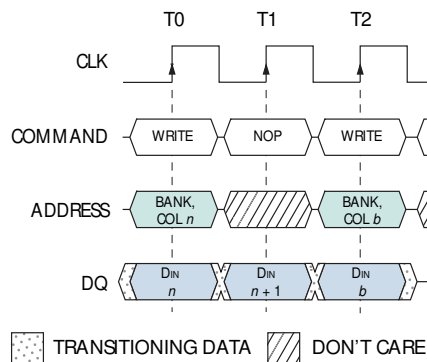 T0 T1 T2
CLK
COMMAND WRITE NOP WRITE
ADDRESS BANK, COL n BANK, COL b
DQ DIN n DIN n + 1 DIN b
TRANSITIONING DATA DON'T CARE